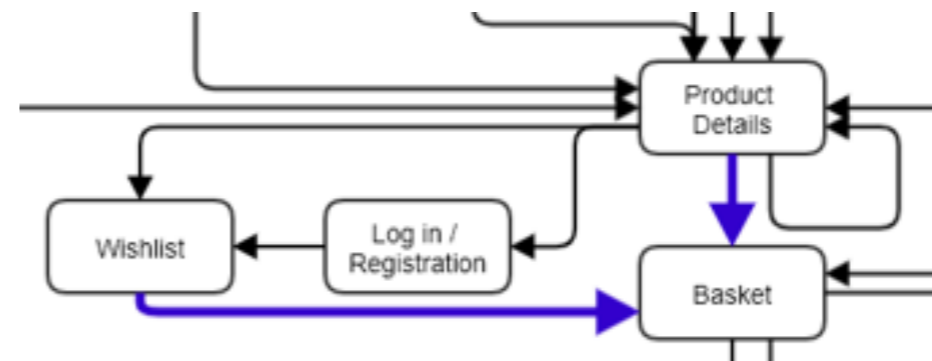 Product
Details
Wishlist
Log in /
Registration
Basket